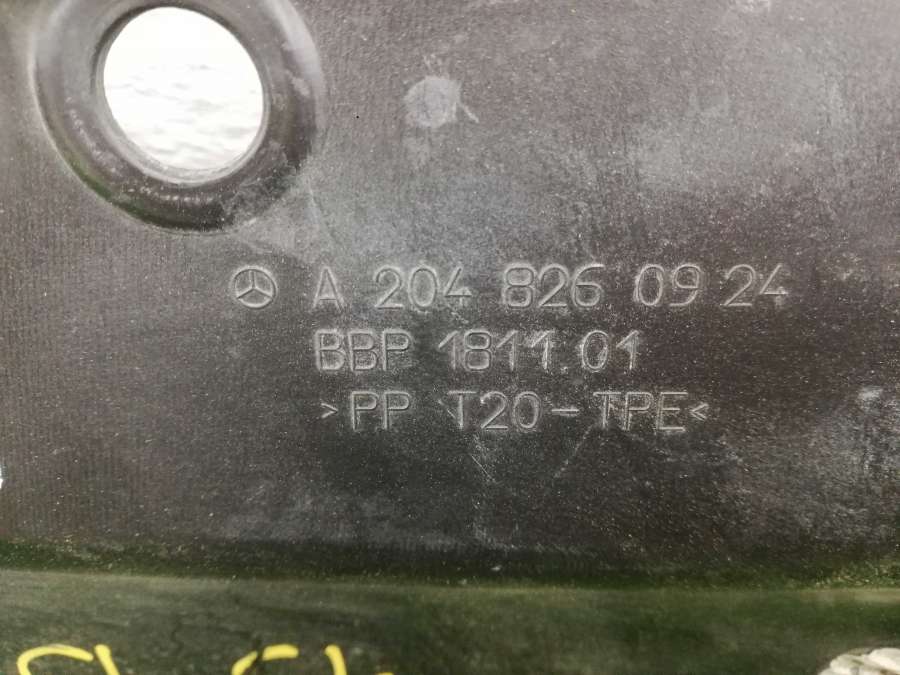 A 204 826 09 24
BBP 1811.01
>PP T20-TPE<